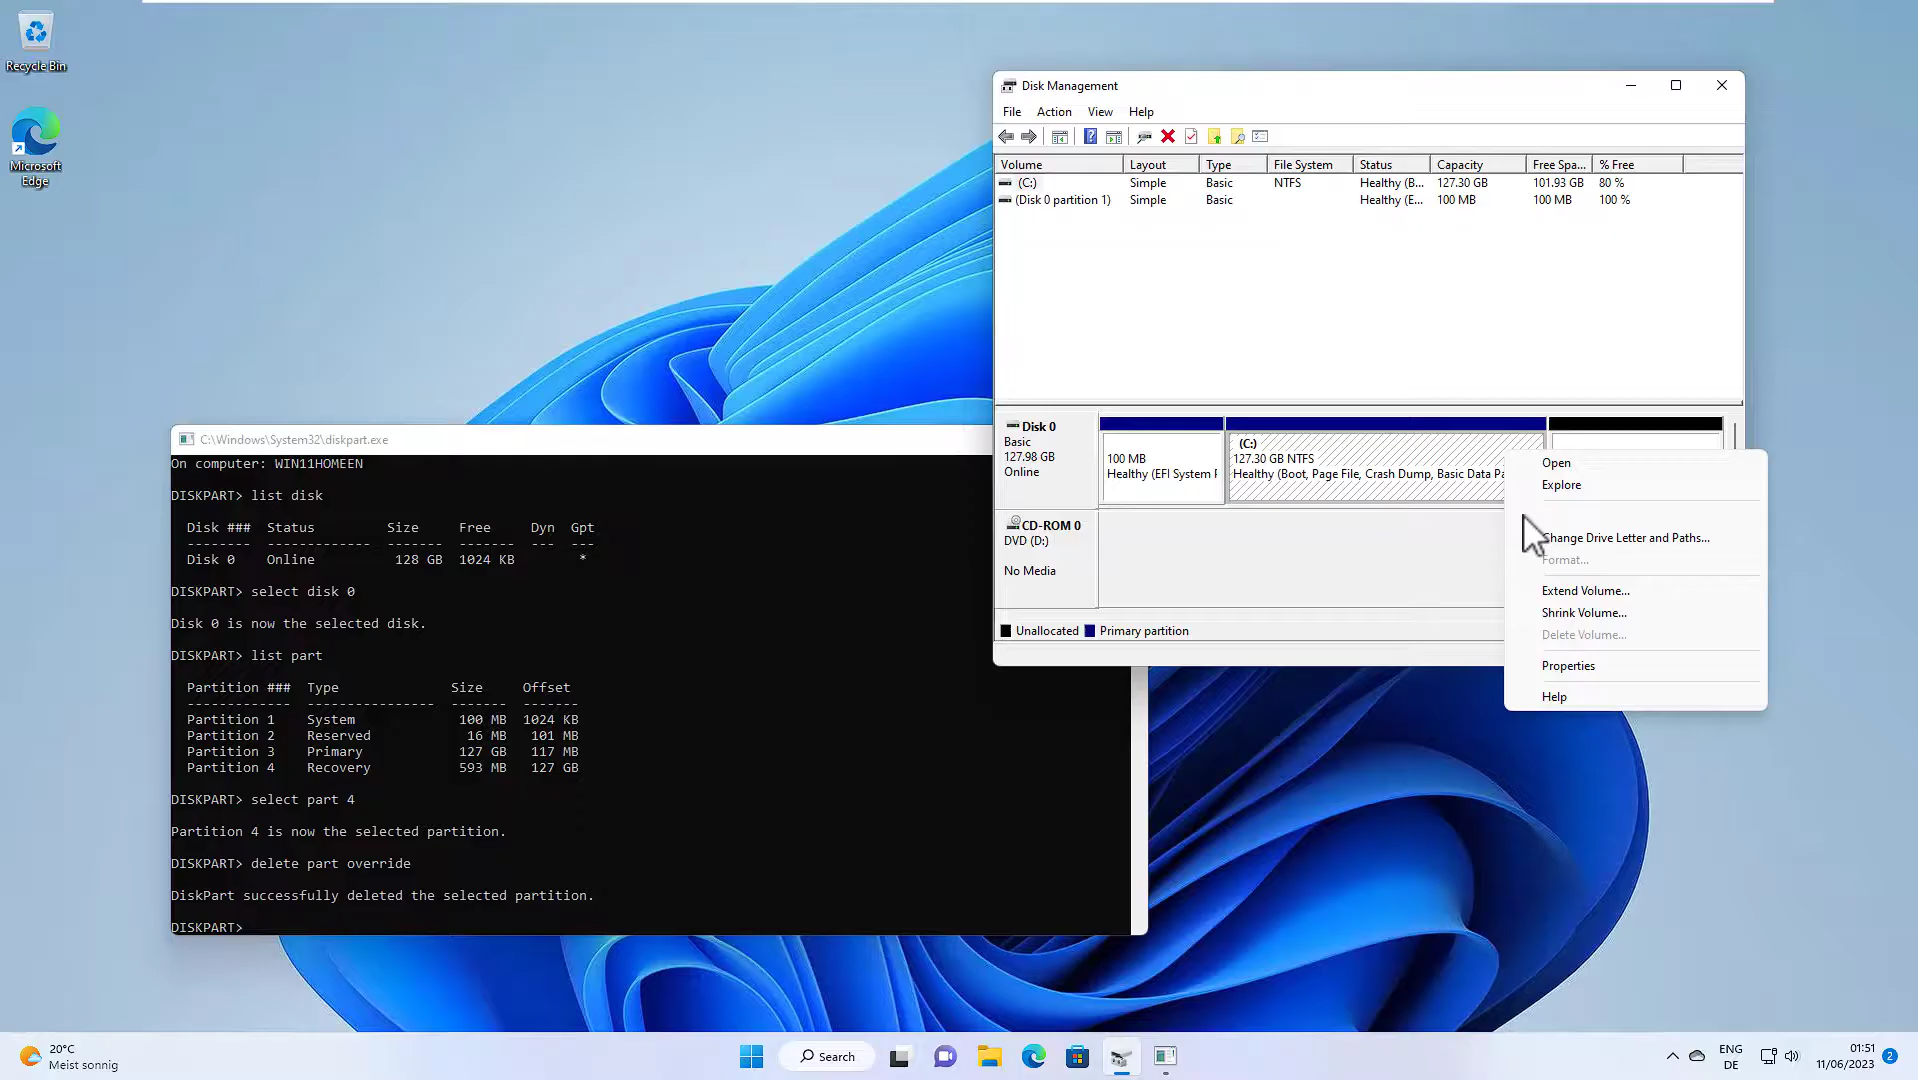 Recycle Bin
Microsoft
Edge
Disk Management
File Action View Help
Volume Layout Type File System Status Capacity Free Spa... % Free
(C:) Simple Basic NTFS Healthy (B... 127.30 GB 101.93 GB 80 %
(Disk 0 partition 1) Simple Basic Healthy (E... 100 MB 100 MB 100 %
Disk 0
Basic
127.98 GB
Online
100 MB
Healthy (EFI System
(C:)
127.30 GB NTFS
Healthy (Boot, Page File, Crash Dump, Basic Data Pa
CD-ROM 0
DVD (D:)
No Media
Unallocated Primary partition
Open
Explore
Change Drive Letter and Paths...
Format...
Extend Volume...
Shrink Volume...
Delete Volume...
Properties
Help
C:\Windows\System32\diskpart.exe
On computer: WIN11HOMEEN
DISKPART> list disk
Disk ### Status Size Free Dyn Gpt
-------- ------------- ------- ------- --- ---
Disk 0 Online 128 GB 1024 KB *
DISKPART> select disk 0
Disk 0 is now the selected disk.
DISKPART> list part
Partition ### Type Size Offset
------------- ---------------- ------- -------
Partition 1 System 100 MB 1024 KB
Partition 2 Reserved 16 MB 101 MB
Partition 3 Primary 127 GB 117 MB
Partition 4 Recovery 593 MB 127 GB
DISKPART> select part 4
Partition 4 is now the selected partition.
DISKPART> delete part override
DiskPart successfully deleted the selected partition.
DISKPART>
20°C
Meist sonnig
Search
ENG
DE
01:51
11/06/2023
2